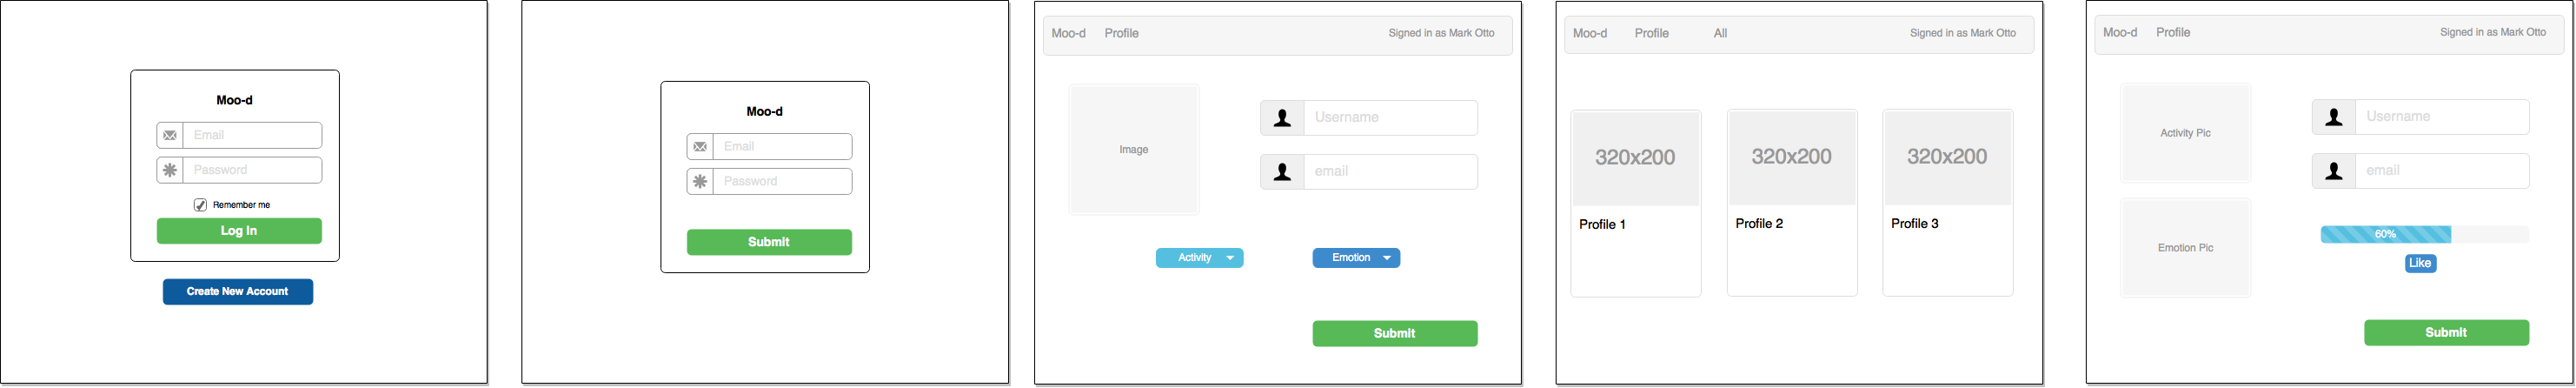 Moo-d
Email
Password
Remember me
Log In
Create New Account
Moo-d
Email
Password
Submit
Moo-d Profile Signed in as Mark Otto
Image
Username
email
Activity Emotion
Submit
Moo-d Profile All Signed in as Mark Otto
320x200 320x200 320x200
Profile 1 Profile 2 Profile 3
Moo-d Profile Signed in as Mark Otto
Activity Pic
Username
email
Emotion Pic
60%
Like
Submit